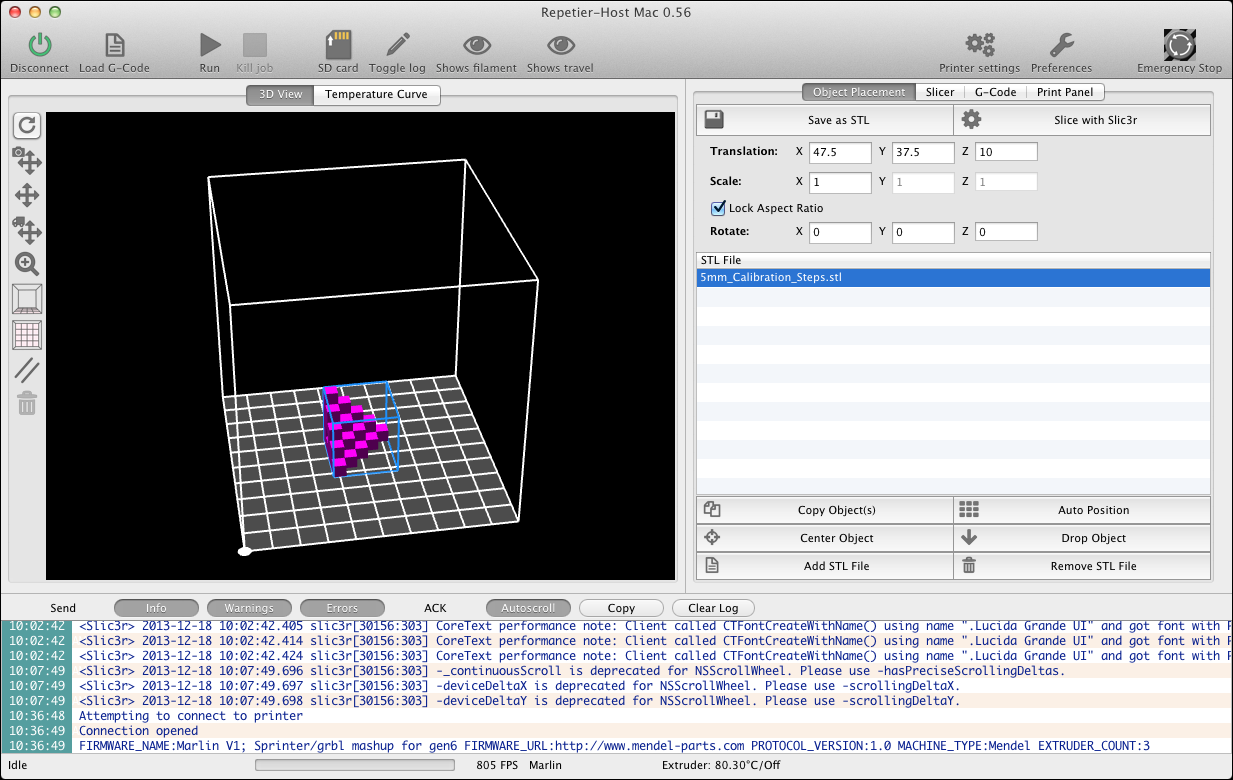 Repetier-Host Mac 0.56
Disconnect Load G-Code Run Kill job SD card Toggle log Shows filament Shows travel Printer settings Preferences Emergency Stop
3D View Temperature Curve
Object Placement Slicer G-Code Print Panel
Save as STL Slice with Slic3r
Translation: X 47.5 Y 37.5 Z 10
Scale: X 1 Y 1 Z 1
Lock Aspect Ratio
Rotate: X 0 Y 0 Z 0
STL File
5mm_Calibration_Steps.stl
Copy Object(s) Auto Position
Center Object Drop Object
Add STL File Remove STL File
Send Info Warnings Errors ACK Autoscroll Copy Clear Log
10:02:42 <Slic3r> 2013-12-18 10:02:42.405 slic3r[30156:303] CoreText performance note: Client called CTFontCreateWithName() using name ".Lucida Grande UI" and got font with
10:02:42 <Slic3r> 2013-12-18 10:02:42.414 slic3r[30156:303] CoreText performance note: Client called CTFontCreateWithName() using name ".Lucida Grande UI" and got font with
10:02:42 <Slic3r> 2013-12-18 10:02:42.424 slic3r[30156:303] CoreText performance note: Client called CTFontCreateWithName() using name ".Lucida Grande UI" and got font with
10:07:49 <Slic3r> 2013-12-18 10:07:49.696 slic3r[30156:303] -_continuousScroll is deprecated for NSScrollWheel. Please use -hasPreciseScrollingDeltas.
10:07:49 <Slic3r> 2013-12-18 10:07:49.697 slic3r[30156:303] -deviceDeltaX is deprecated for NSScrollWheel. Please use -scrollingDeltaX.
10:07:49 <Slic3r> 2013-12-18 10:07:49.698 slic3r[30156:303] -deviceDeltaY is deprecated for NSScrollWheel. Please use -scrollingDeltaY.
10:36:48 Attempting to connect to printer
10:36:49 Connection opened
10:36:49 FIRMWARE_NAME:Marlin V1; Sprinter/grbl mashup for gen6 FIRMWARE_URL:http://www.mendel-parts.com PROTOCOL_VERSION:1.0 MACHINE_TYPE:Mendel EXTRUDER_COUNT:3
Idle 805 FPS Marlin Extruder: 80.30°C/Off